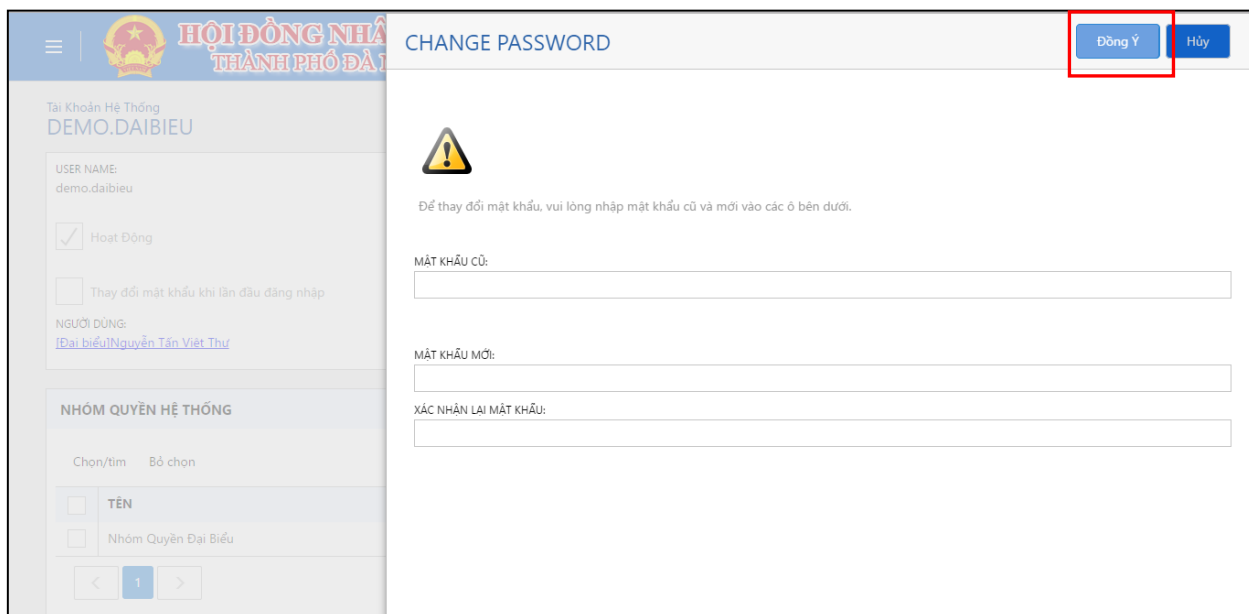 HỘI ĐỒNG NHÂ
THÀNH PHỐ ĐÀ
CHANGE PASSWORD
Đồng Ý
Hủy
Tài Khoản Hệ Thống
DEMO.DAIBIEU
USER NAME:
demo.daibieu
Hoạt Động
Thay đổi mật khẩu khi lần đầu đăng nhập
NGƯỜI DÙNG:
[Đại biểu]Nguyễn Tấn Việt Thư
NHÓM QUYỀN HỆ THỐNG
Chọn/tìm Bỏ chọn
TÊN
Nhóm Quyền Đại Biểu
1
Để thay đổi mật khẩu, vui lòng nhập mật khẩu cũ và mới vào các ô bên dưới.
MẬT KHẨU CŨ:
MẬT KHẨU MỚI:
XÁC NHẬN LẠI MẬT KHẨU: